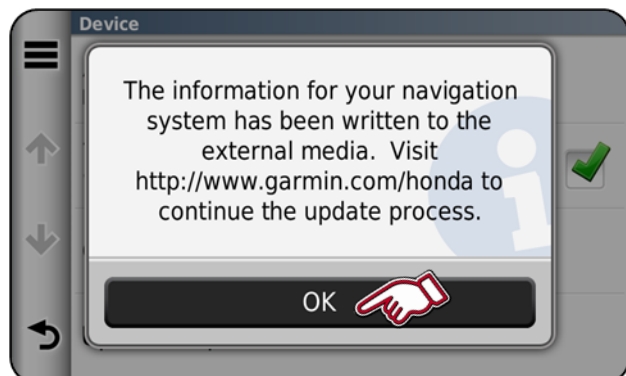 Device
The information for your navigation
system has been written to the
external media.  Visit
http://www.garmin.com/honda to
continue the update process.
OK